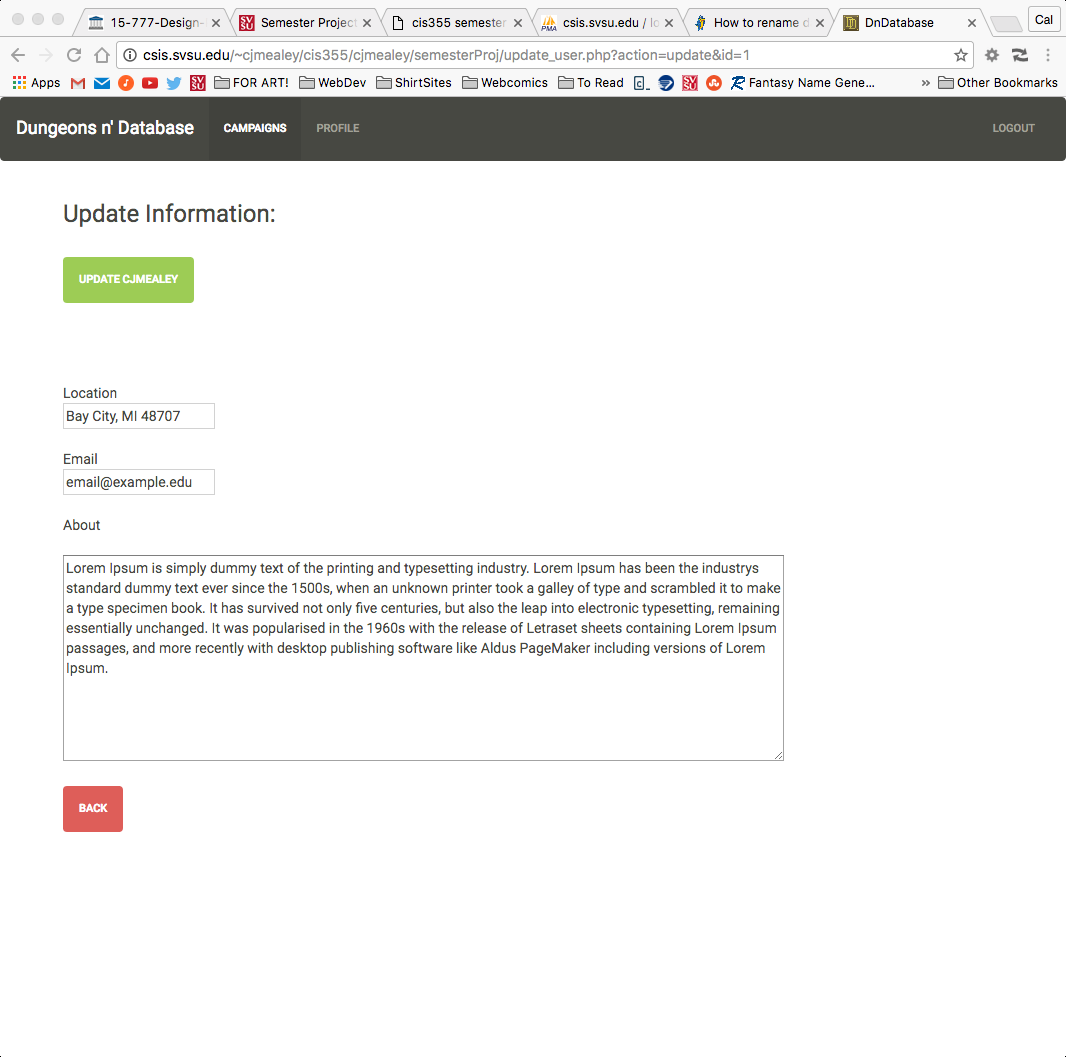 15-777-Design-
Semester Project
cis355 semester
csis.svsu.edu / lo
PMA
How to rename d
DnDatabase
Cal
csis.svsu.edu/~cjmealey/cis355/cjmealey/semesterProj/update_user.php?action=update&id=1
Apps
FOR ART!
WebDev
ShirtSites
Webcomics
To Read
Fantasy Name Gene...
»
Other Bookmarks
Dungeons n' Database
CAMPAIGNS
PROFILE
LOGOUT
Update Information:
UPDATE CJMEALEY
Location
Bay City, MI 48707
Email
email@example.edu
About
Lorem Ipsum is simply dummy text of the printing and typesetting industry. Lorem Ipsum has been the industrys
standard dummy text ever since the 1500s, when an unknown printer took a galley of type and scrambled it to make
a type specimen book. It has survived not only five centuries, but also the leap into electronic typesetting, remaining
essentially unchanged. It was popularised in the 1960s with the release of Letraset sheets containing Lorem Ipsum
passages, and more recently with desktop publishing software like Aldus PageMaker including versions of Lorem
Ipsum.
BACK